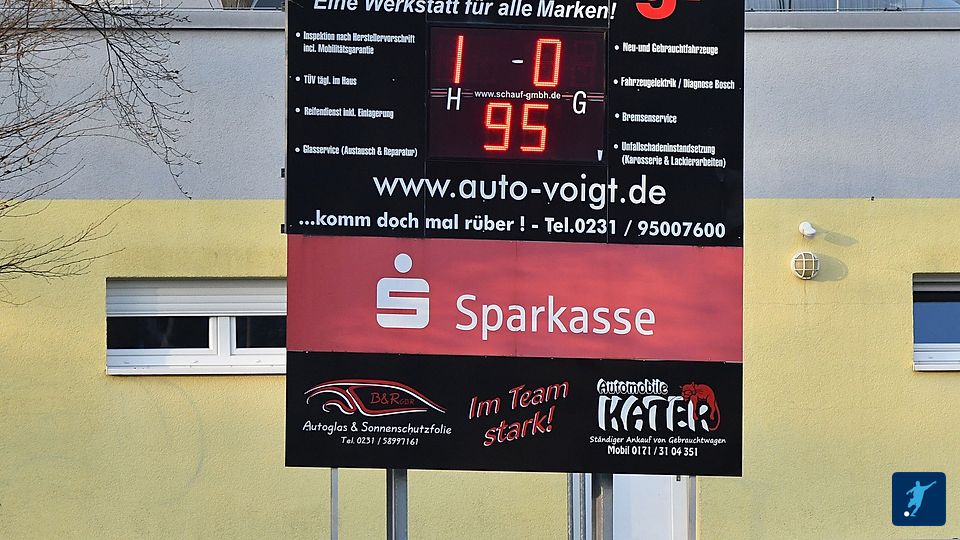 Eine Werkstatt für alle Marken!
• Inspektion nach Herstellervorschrift
incl. Mobilitätsgarantie
• TÜV tägl. im Haus
• Reifendienst inkl. Einlagerung
• Glasservice (Austausch & Reparatur)
1 - 0
www.schauf-gmbh.de
H G
95
• Neu-und Gebrauchtfahrzeuge
• Fahrzeugelektrik / Diagnose Bosch
• Bremsenservice
• Unfallschadeninstandsetzung
(Karosserie & Lackierarbeiten)
www.auto-voigt.de
...komm doch mal rüber ! - Tel.0231 / 95007600
Sparkasse
B&R GBR
Autoglas & Sonnenschutzfolie
Tel. 0231 / 58997161
Im Team
stark!
Automobile
KATER
Ständiger Ankauf von Gebrauchtwagen
Mobil 0171 / 31 04 351